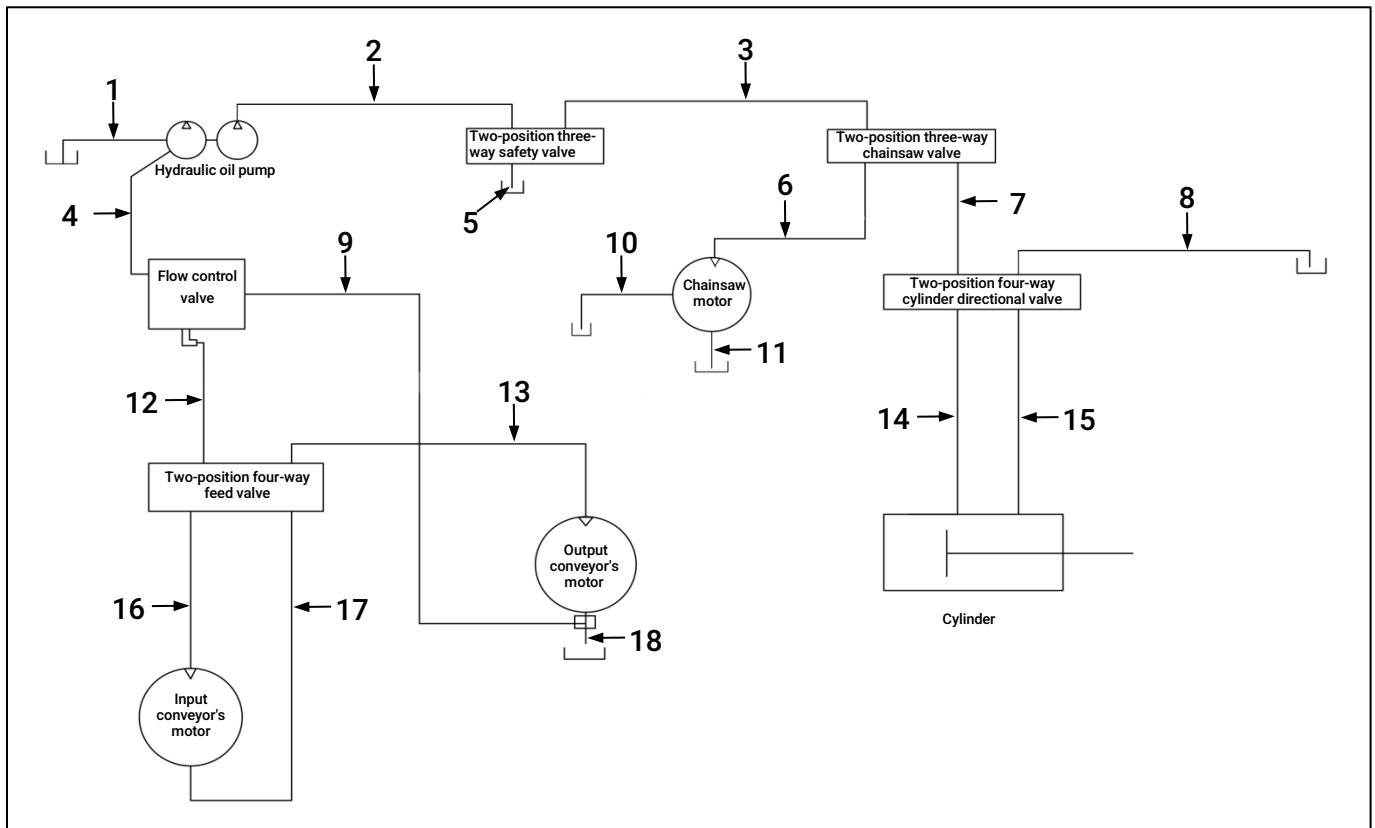 2
3
1
Two-position three-
way safety valve
Two-position three-way
chainsaw valve
Hydraulic oil pump
4
5
6
7
8
9
10
Flow control
valve
Chainsaw
motor
Two-position four-way
cylinder directional valve
11
12
13
14
15
Two-position four-way
feed valve
Output
conveyor's
motor
16
17
18
Cylinder
Input
conveyor's
motor